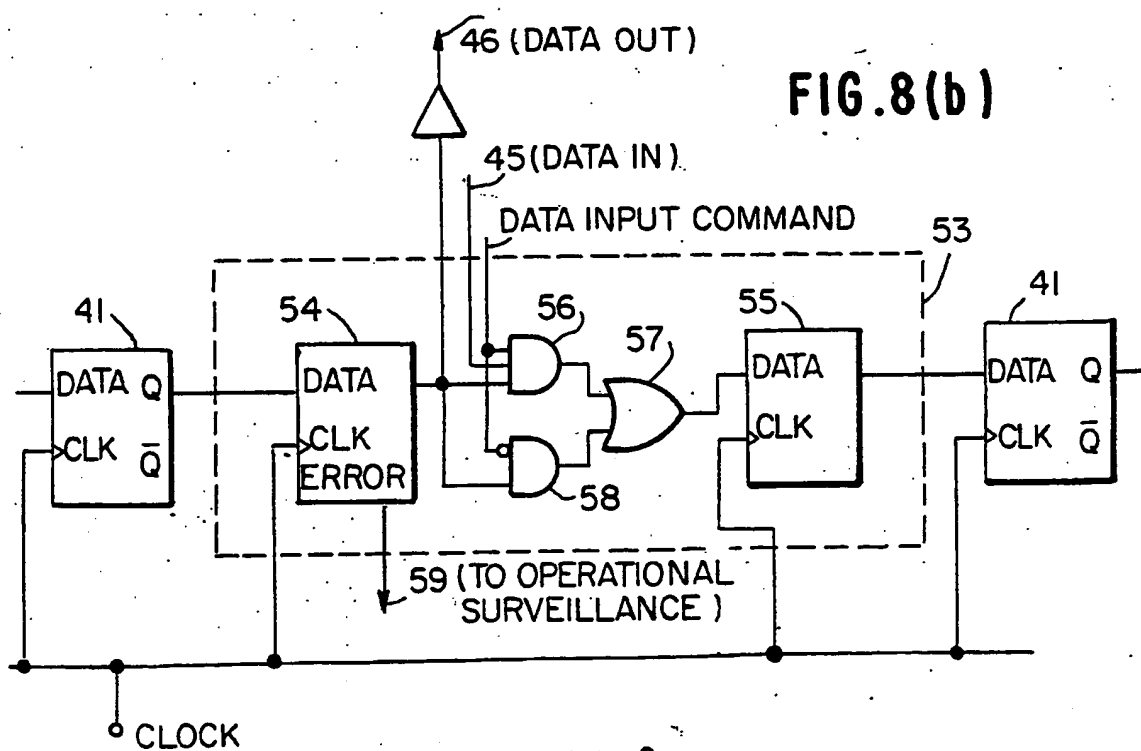 46 (DATA OUT)
FIG.8(b)
45 (DATA IN)
DATA INPUT COMMAND
53
41
54
56
57
55
41
DATA Q
CLK
Q̅
DATA
CLK
ERROR
58
DATA
CLK
DATA Q
CLK Q̅
59 (TO OPERATIONAL
SURVEILLANCE)
CLOCK